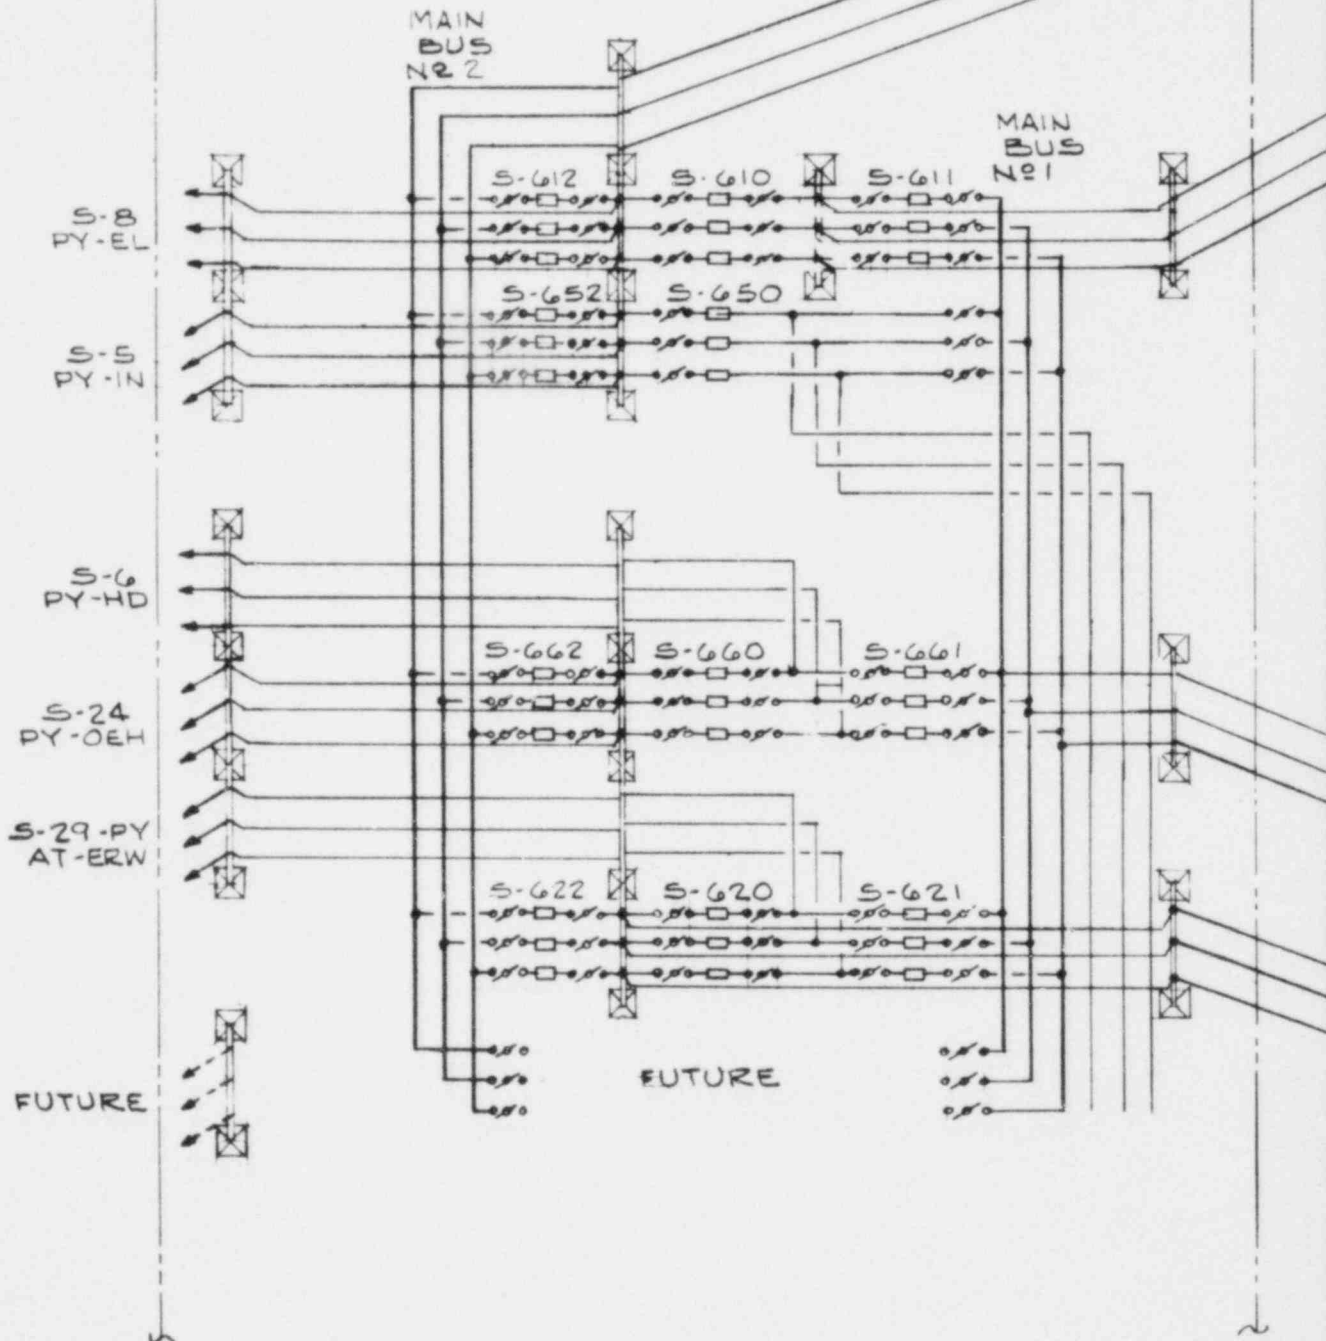 MAIN
BUS
No 2
MAIN
BUS
No 1
S-612
S-610
S-611
S-8
PY-EL
S-652
S-650
S-5
PY-IN
S-6
PY-HD
S-662
S-660
S-661
S-24
PY-OEH
S-29-PY
AT-ERW
S-622
S-620
S-621
FUTURE
FUTURE